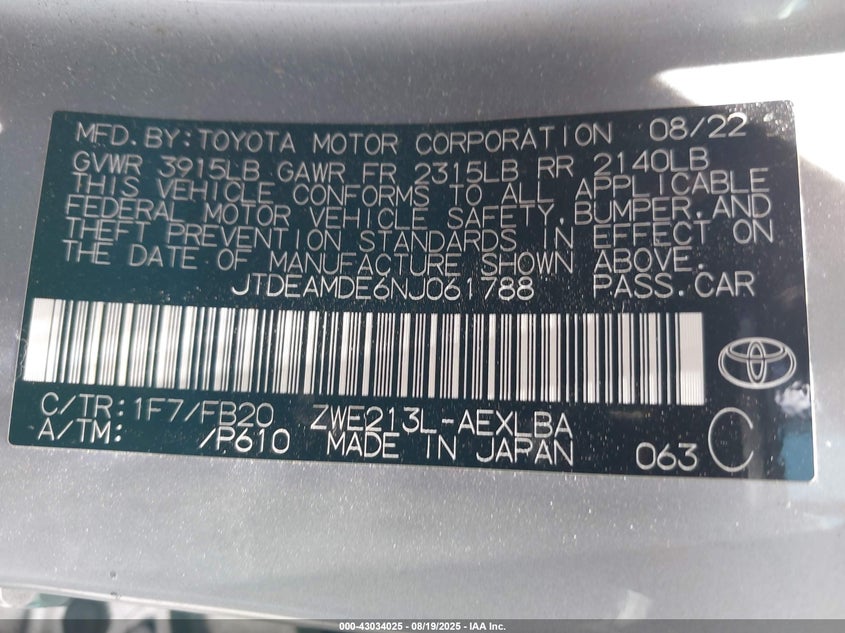 MFD.BY:TOYOTA MOTOR CORPORATION 08/22
GVWR 3915LB GAWR FR 2315LB RR 2140LB
THIS VEHICLE CONFORMS TO ALL APPLICABLE
FEDERAL MOTOR VEHICLE SAFETY,BUMPER,AND
THEFT PREVENTION STANDARDS IN EFFECT ON
THE DATE OF MANUFACTURE SHOWN ABOVE.
JTDEAMDE6NJ061788 PASS.CAR
C/TR:1F7/FB20 ZWE213L-AEXLBA
A/TM: /P610 MADE IN JAPAN 063 C
000-43034025 - 08/19/2025 - IAA Inc.